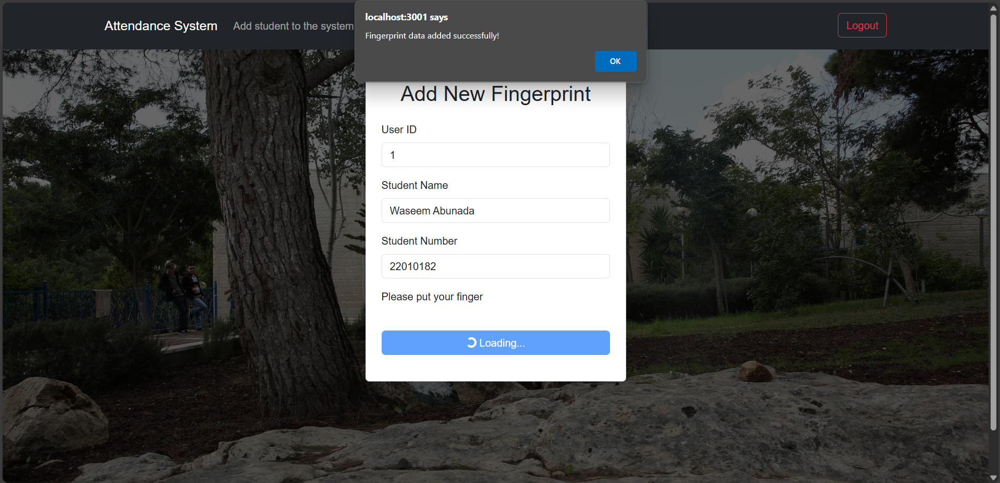 Attendance System
Add student to the system
localhost:3001 says
Fingerprint data added successfully!
OK
Logout
Add New Fingerprint
User ID
1
Student Name
Waseem Abunada
Student Number
22010182
Please put your finger
Loading...